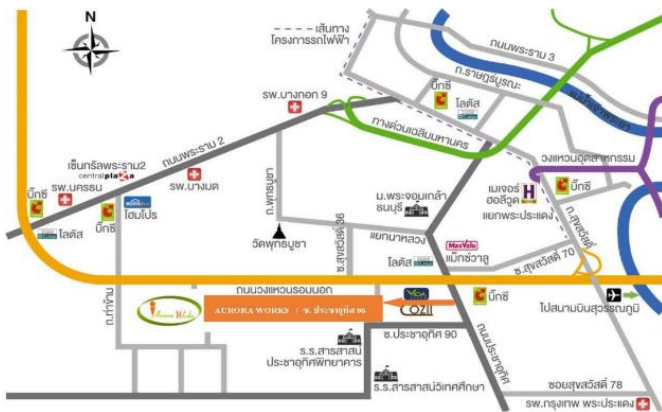 N
เส้นทาง
โครงการรถไฟฟ้า
ถนนพระราม 3
ถ.ราษฎร์บูรณะ
แม่น้ำเจ้าพระยา
รพ.บางกอก 9
บิ๊กซี
โลตัส
ทางด่วนเฉลิมมหานคร
ถนนพระราม 2
วงแหวนอุตสาหกรรม
เซ็นทรัลพระราม2
centralplaza
รพ.นครธน
รพ.บางมด
บิ๊กซี
โลตัส
บิ๊กซี
โฮมโปร
ถ.พุทธบูชา
วัดพุทธบูชา
ม.พระจอมเกล้า
ธนบุรี
แยกนาหลวง
ซ.สุขสวัสดิ์ 36
เมเจอร์
ฮอลีวู้ด
แยกพระประแดง
H
บิ๊กซี
ถ.สุขสวัสดิ์
MaxValu
แม็กซ์วาลู
โลตัส
ซ.สุขสวัสดิ์ 70
ถนนวงแหวนรอบนอก
ถ.ท่าข้าม
Works
AURORA WORKS / ซ. ประชาอุทิศ 86
COZII
บิ๊กซี
ไปสนามบินสุวรรณภูมิ
ซ.ประชาอุทิศ 90
ถนนประชาอุทิศ
ร.ร.สารสาสน์
ประชาอุทิศพิทยาคาร
ร.ร.สารสาสน์วิเทศศึกษา
ซอยสุขสวัสดิ์ 78
รพ.กรุงเทพ พระประแดง